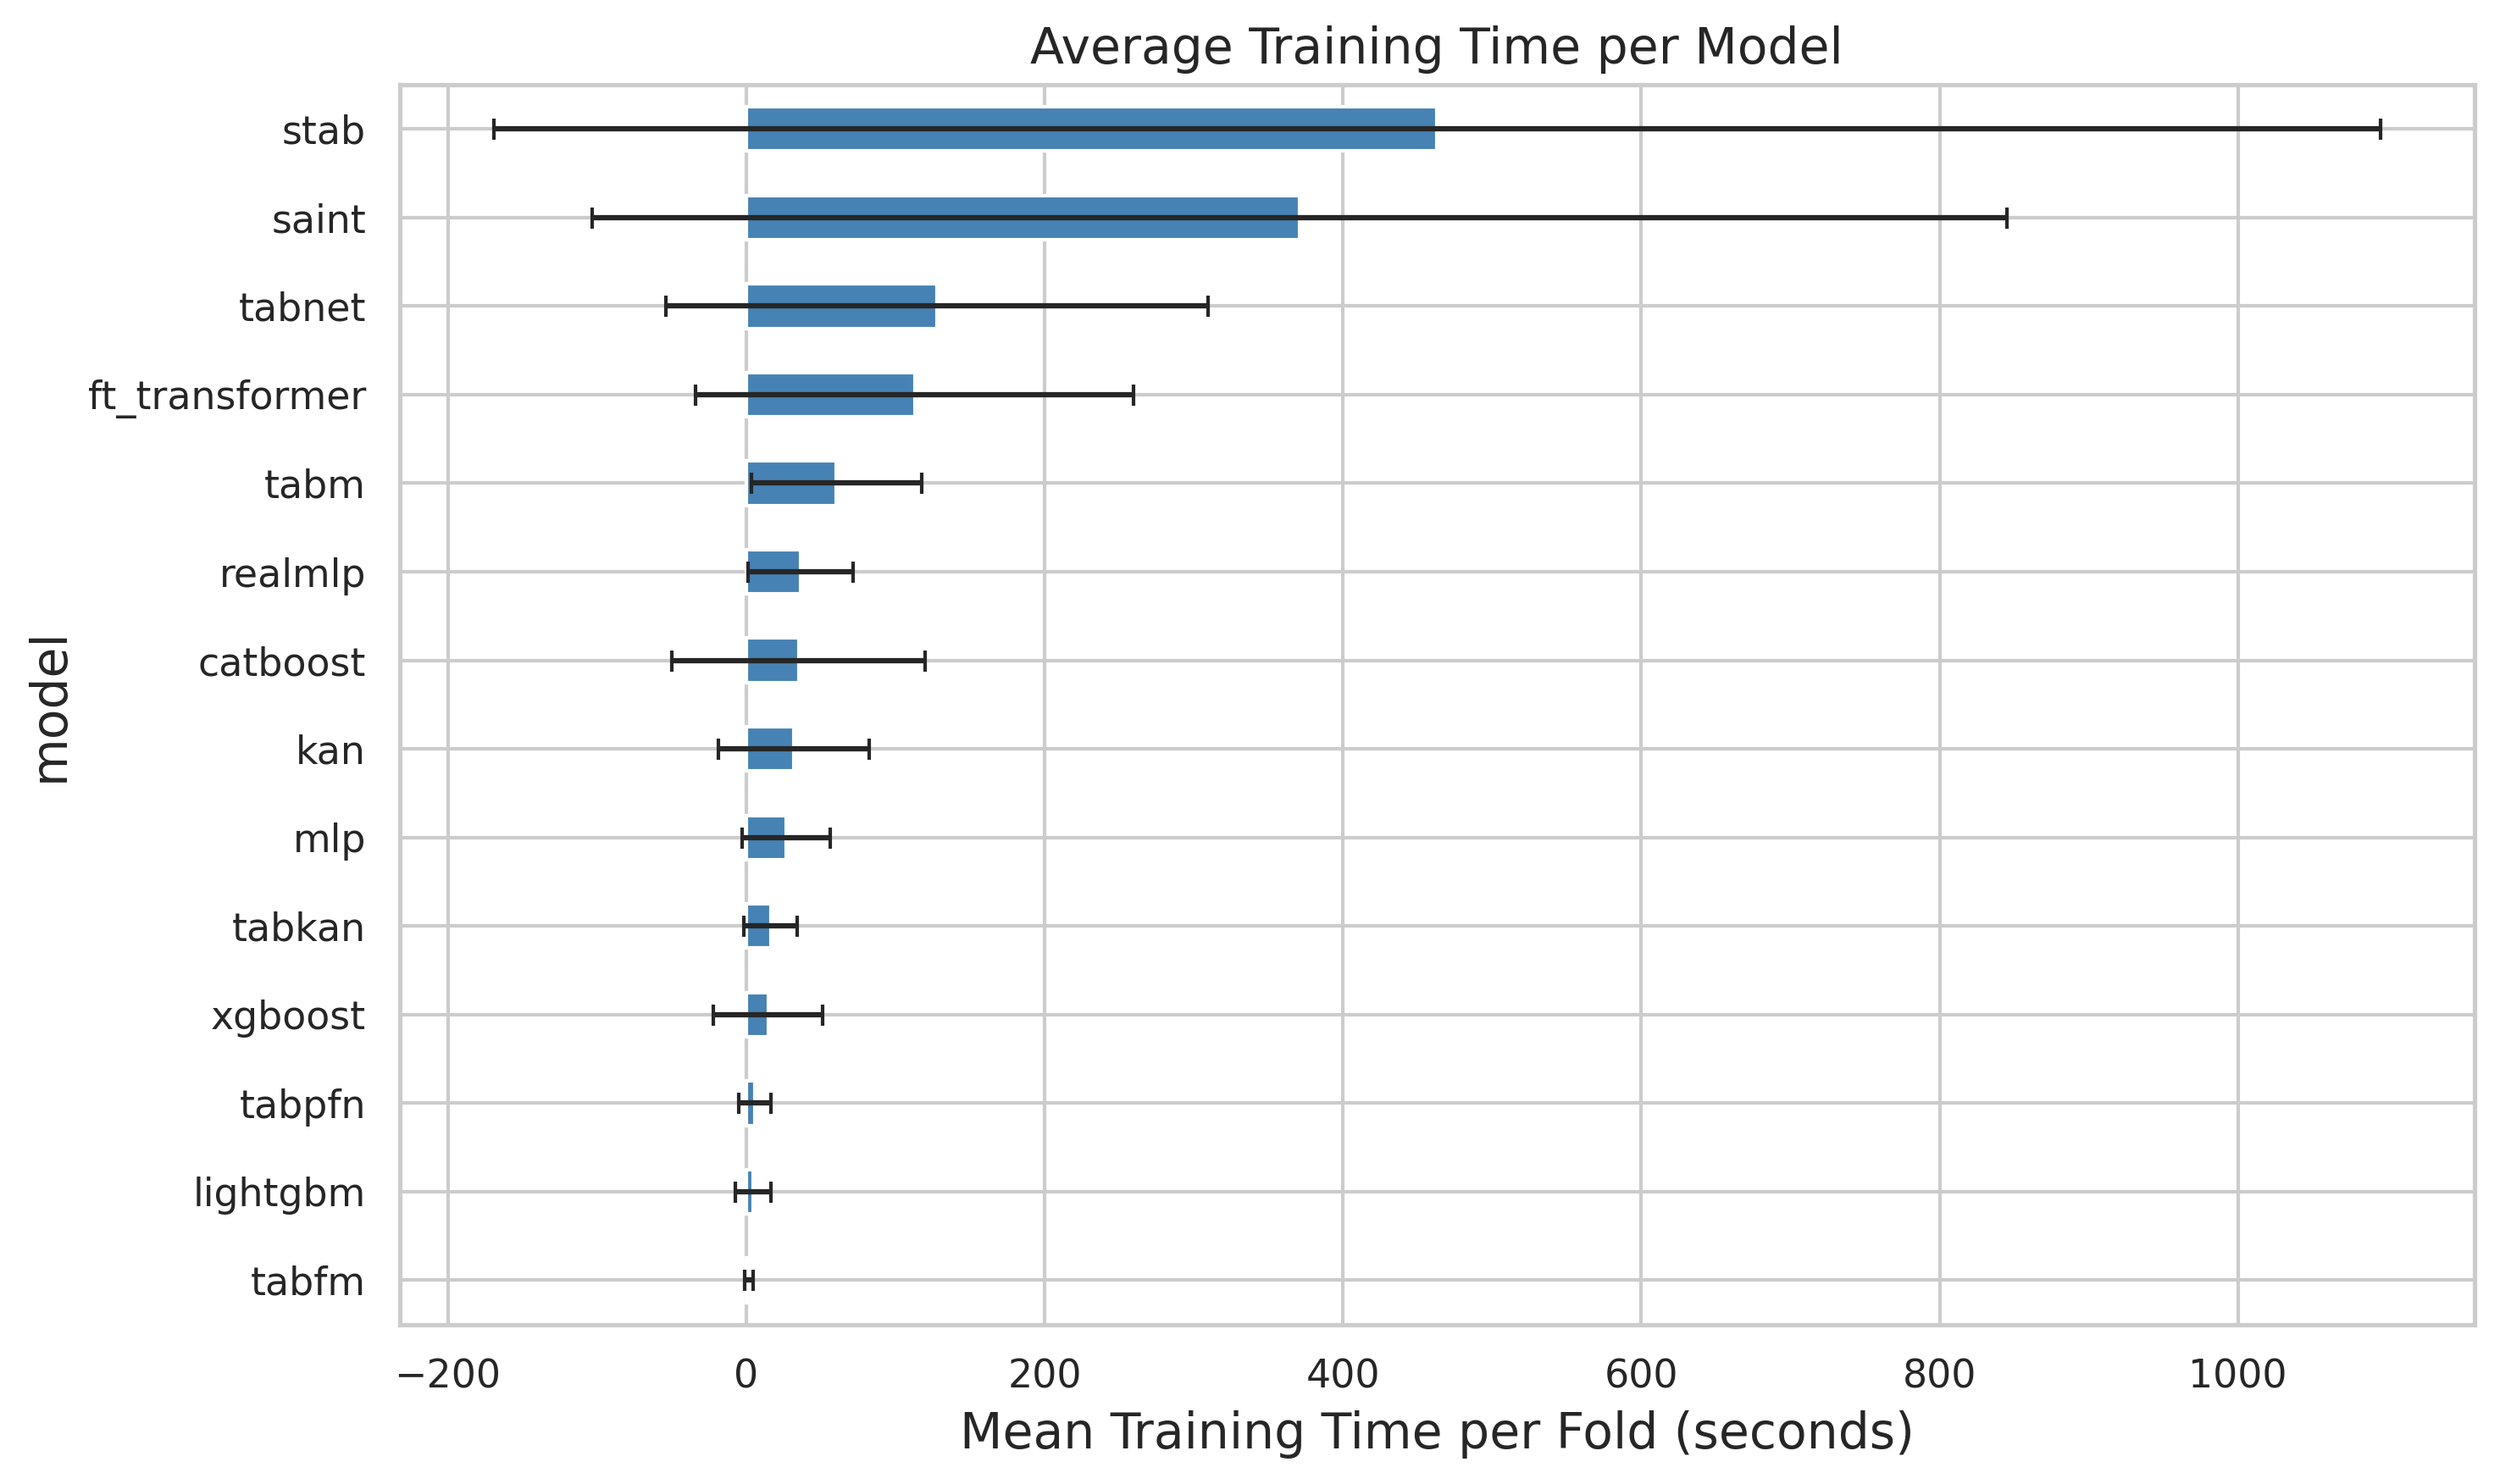 Average Training Time per Model
stab
saint
tabnet
ft_transformer
tabm
realmlp
catboost
kan
mlp
tabkan
xgboost
tabpfn
lightgbm
tabfm
model
−200 0 200 400 600 800 1000
Mean Training Time per Fold (seconds)